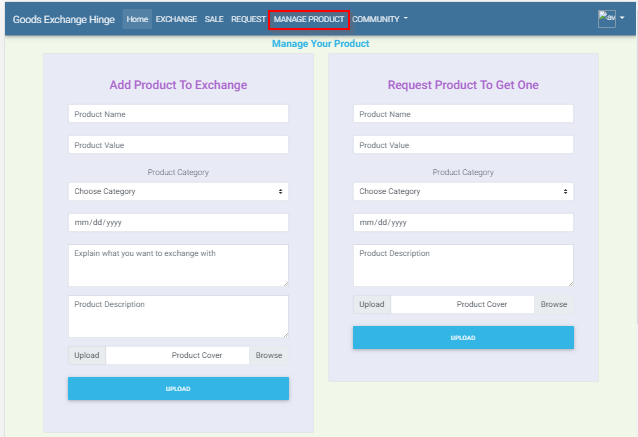 Goods Exchange Hinge Home EXCHANGE SALE REQUEST MANAGE PRODUCT COMMUNITY av
Manage Your Product
Add Product To Exchange
Product Name
Product Value
Product Category
Choose Category
mm/dd/yyyy
Explain what you want to exchange with
Product Description
Upload Product Cover Browse
UPLOAD
Request Product To Get One
Product Name
Product Value
Product Category
Choose Category
mm/dd/yyyy
Product Description
Upload Product Cover Browse
UPLOAD